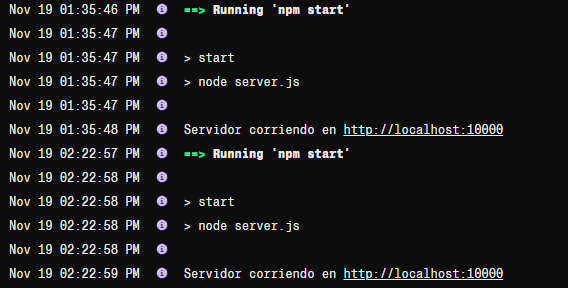 Nov 19 01:35:46 PM ==> Running 'npm start'
Nov 19 01:35:47 PM
Nov 19 01:35:47 PM > start
Nov 19 01:35:47 PM > node server.js
Nov 19 01:35:47 PM
Nov 19 01:35:48 PM Servidor corriendo en http://localhost:10000
Nov 19 02:22:57 PM ==> Running 'npm start'
Nov 19 02:22:58 PM
Nov 19 02:22:58 PM > start
Nov 19 02:22:58 PM > node server.js
Nov 19 02:22:58 PM
Nov 19 02:22:59 PM Servidor corriendo en http://localhost:10000